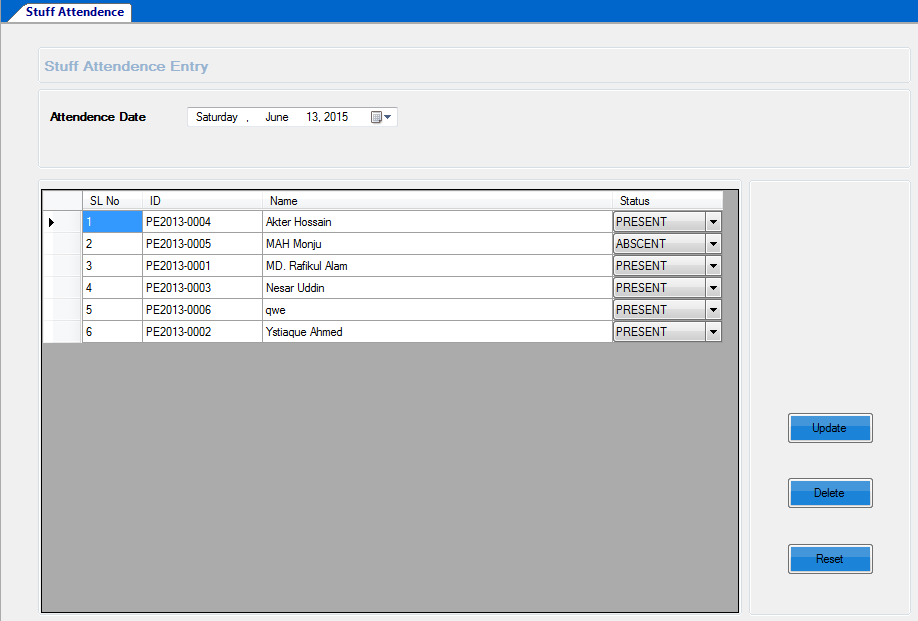 Stuff Attendence
Stuff Attendence Entry
Attendence Date Saturday , June 13, 2015
SL No ID Name Status
1 PE2013-0004 Akter Hossain PRESENT
2 PE2013-0005 MAH Monju ABSCENT
3 PE2013-0001 MD. Rafikul Alam PRESENT
4 PE2013-0003 Nesar Uddin PRESENT
5 PE2013-0006 qwe PRESENT
6 PE2013-0002 Ystiaque Ahmed PRESENT
Update
Delete
Reset